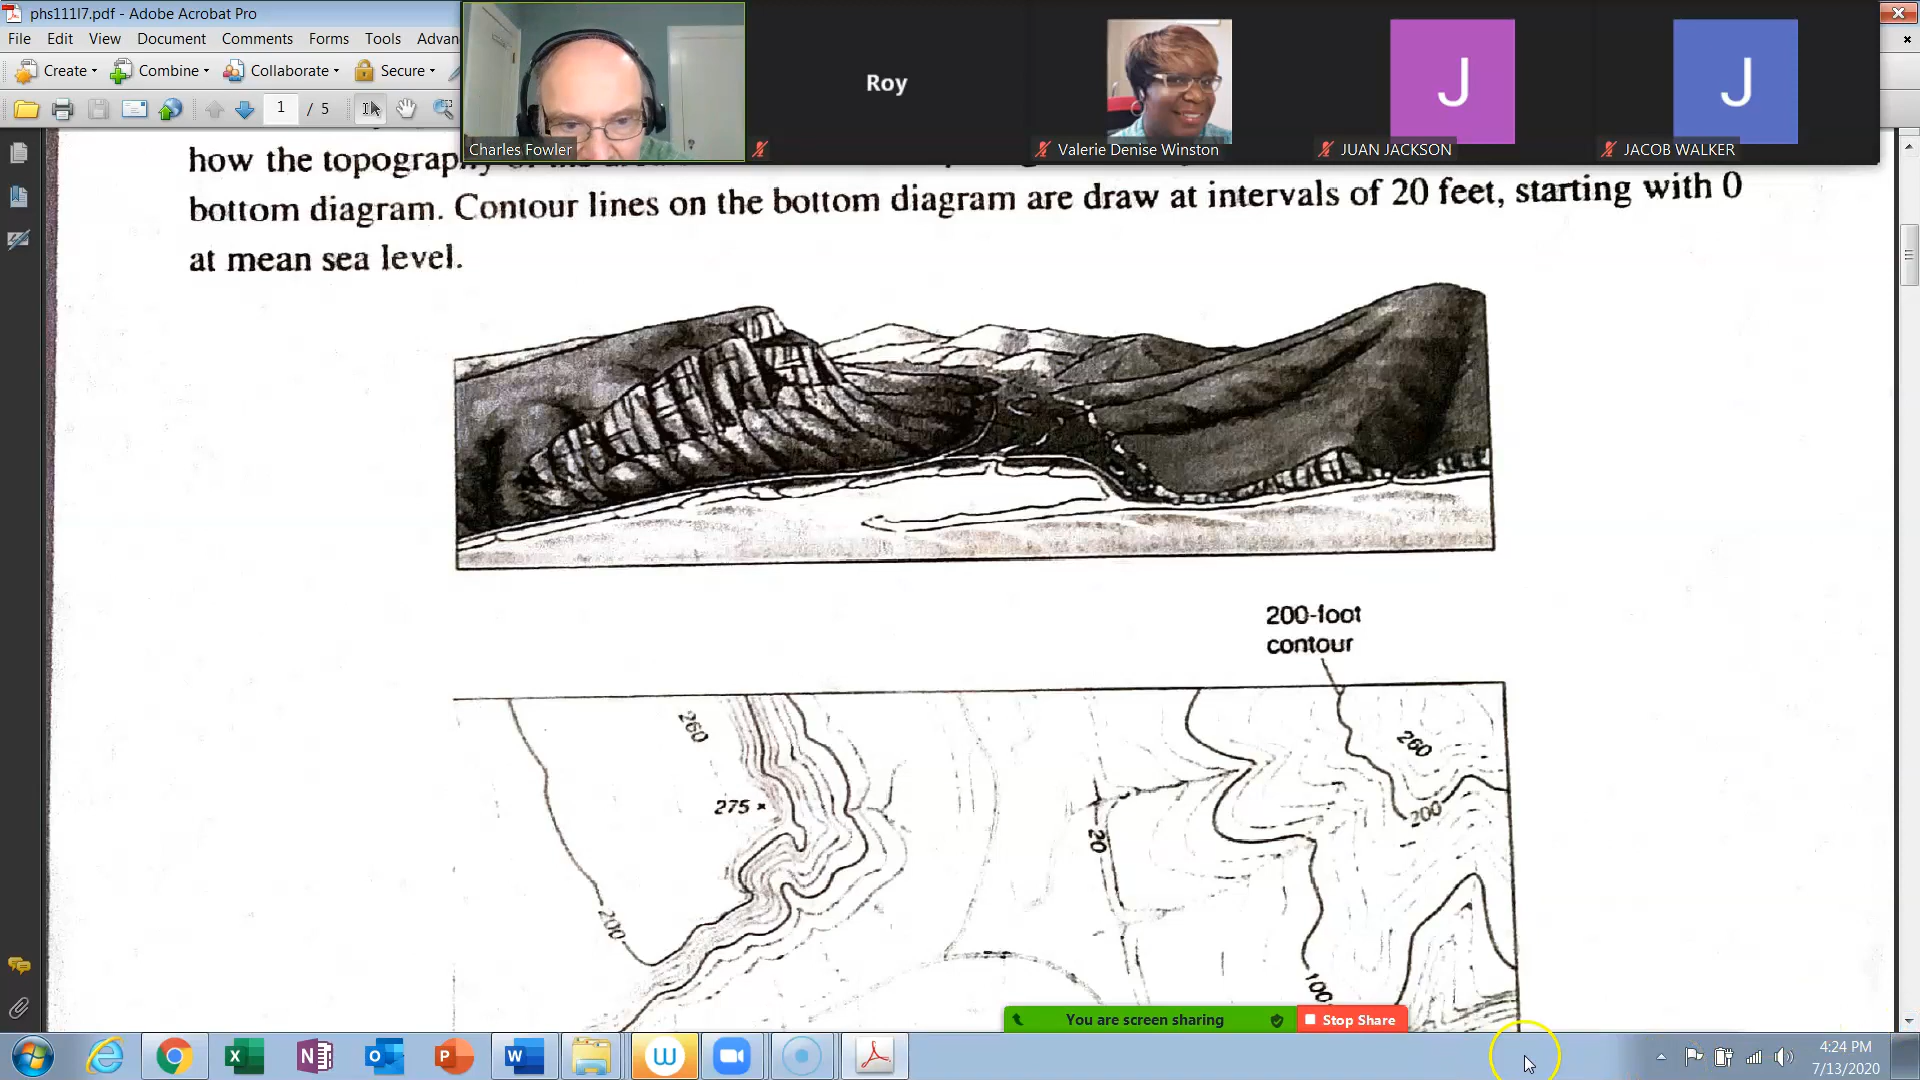 phs111l7.pdf - Adobe Acrobat Pro
File Edit View Document Comments Forms Tools Advan
Create Combine Collaborate Secure
1 / 5
Roy
J
J
Charles Fowler
Valerie Denise Winston
JUAN JACKSON
JACOB WALKER
how the topography
bottom diagram. Contour lines on the bottom diagram are draw at intervals of 20 feet, starting with 0
at mean sea level.
200-foot
contour
260
260
275 ×
200
20
200
100
You are screen sharing
Stop Share
4:24 PM
7/13/2020